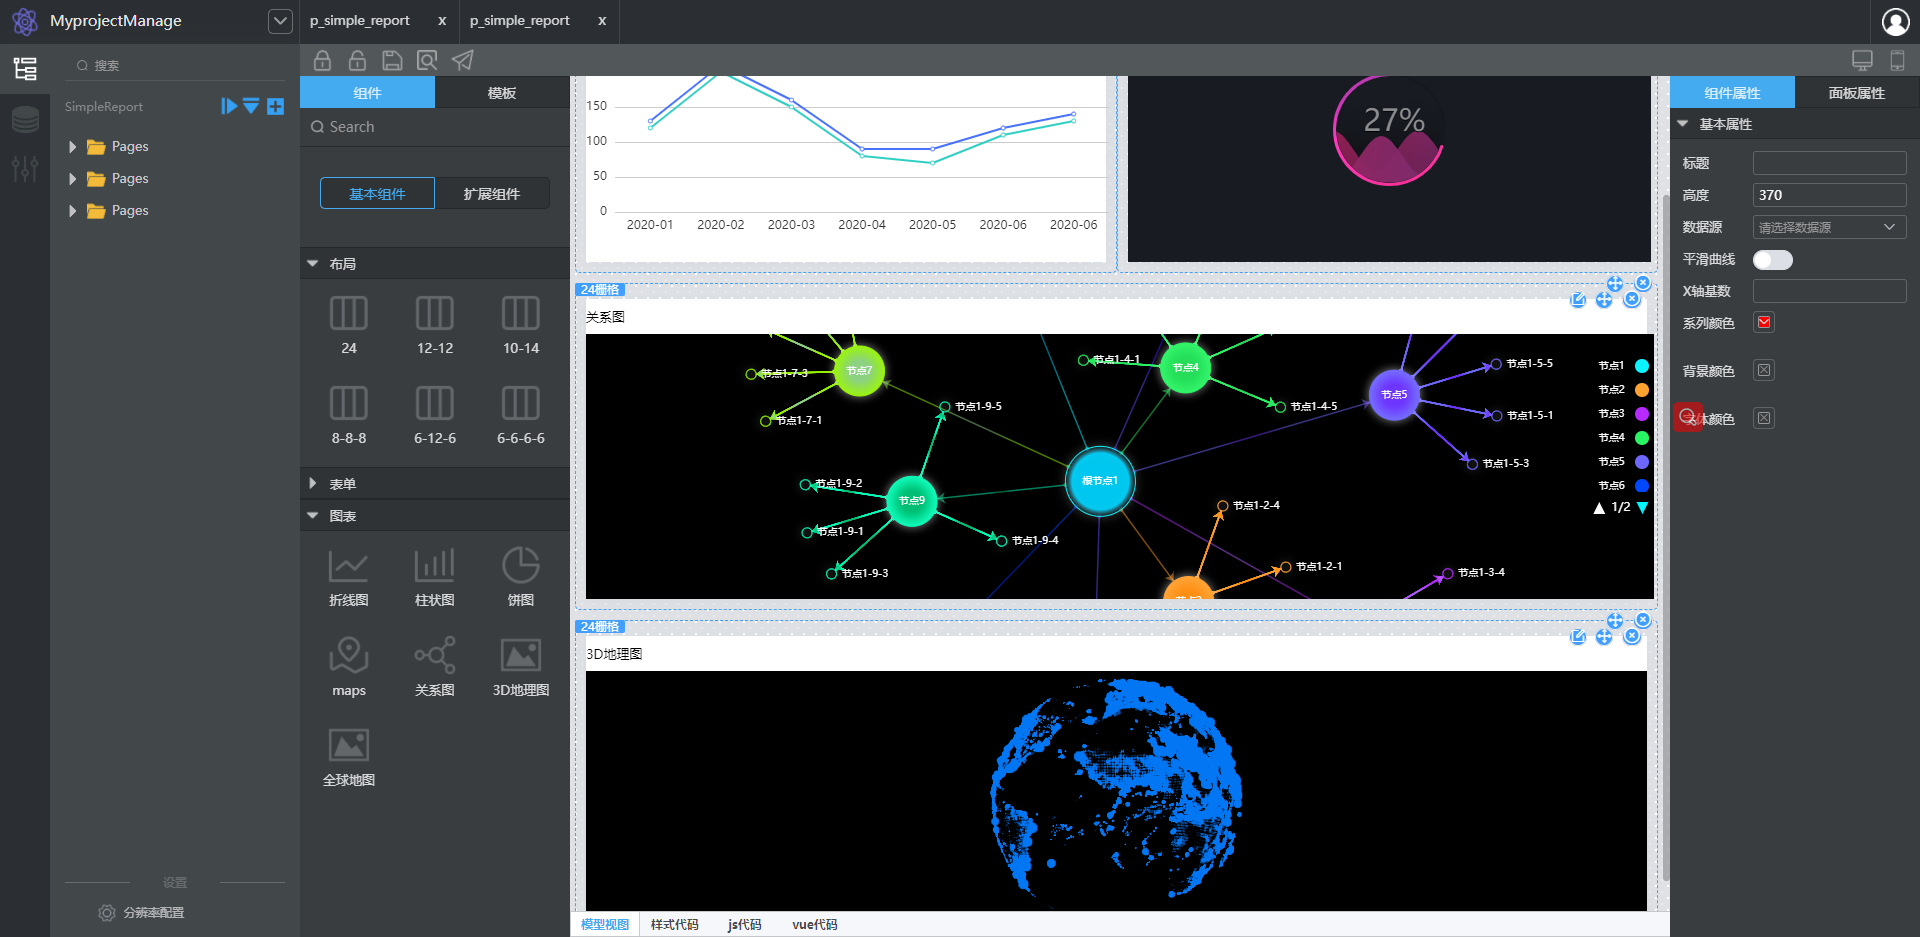 MyprojectManage
p_simple_report x
p_simple_report x
搜索
SimpleReport
Pages
Pages
Pages
设置
分辨率配置
组件
模板
Search
基本组件
扩展组件
布局
24
12-12
10-14
8-8-8
6-12-6
6-6-6-6
表单
图表
折线图
柱状图
饼图
maps
关系图
3D地理图
全球地图
150
100
50
0
2020-01
2020-02
2020-03
2020-04
2020-05
2020-06
2020-06
27%
24栅格
关系图
节点7
节点1-7-3
节点1-7-1
节点1-9-5
节点1-4-1
节点4
节点1-4-5
节点5
节点1-5-5
节点1-5-1
节点1-5-3
根节点1
节点9
节点1-9-2
节点1-9-1
节点1-9-3
节点1-9-4
节点1-2-4
节点1-2-1
节点1-3-4
节点1
节点2
节点3
节点4
节点5
节点6
1/2
24栅格
3D地理图
模型视图
样式代码
js代码
vue代码
组件属性
面板属性
基本属性
标题
高度
370
数据源
请选择数据源
平滑曲线
X轴基数
系列颜色
背景颜色
体颜色